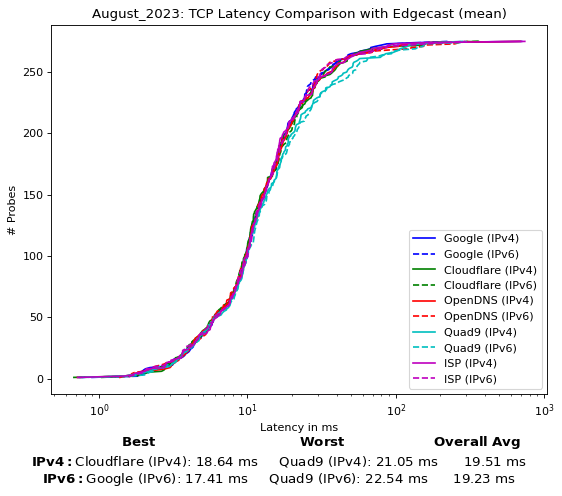 August_2023: TCP Latency Comparison with Edgecast (mean)
# Probes
250
200
150
100
50
0
Google (IPv4)
Google (IPv6)
Cloudflare (IPv4)
Cloudflare (IPv6)
OpenDNS (IPv4)
OpenDNS (IPv6)
Quad9 (IPv4)
Quad9 (IPv6)
ISP (IPv4)
ISP (IPv6)
10⁰ 10¹ 10² 10³
Latency in ms
Best Worst Overall Avg
IPv4: Cloudflare (IPv4): 18.64 ms Quad9 (IPv4): 21.05 ms 19.51 ms
IPv6: Google (IPv6): 17.41 ms Quad9 (IPv6): 22.54 ms 19.23 ms